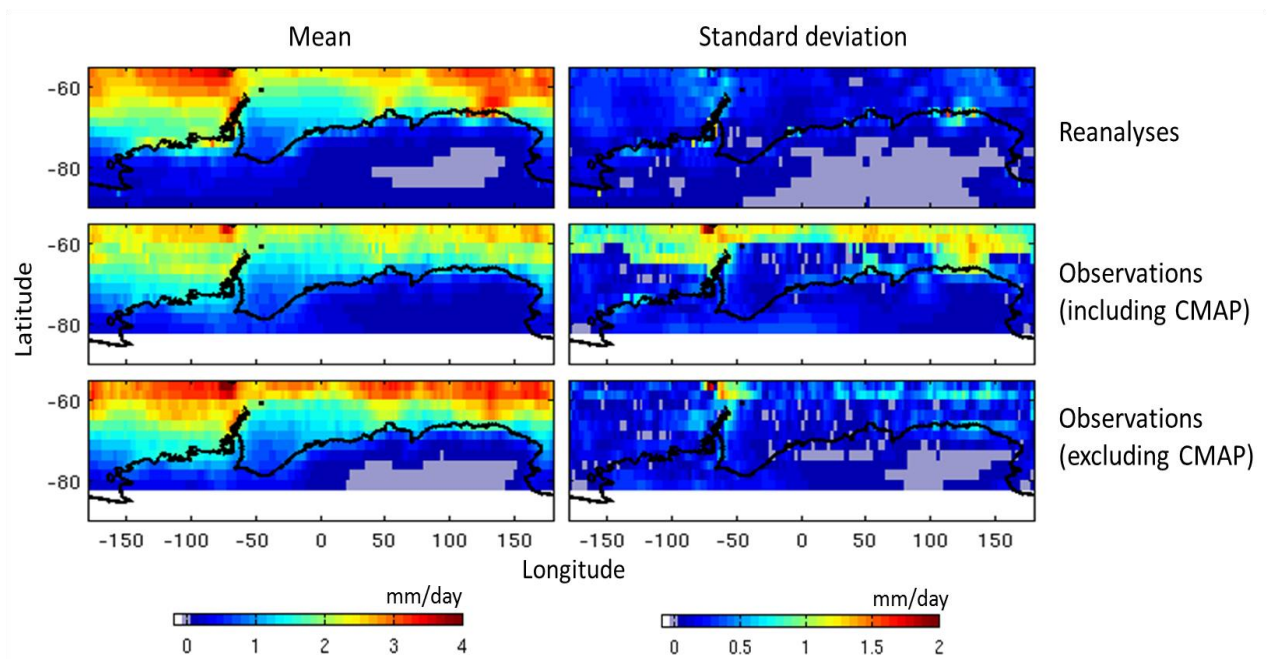 Mean Standard deviation
-60
-80
Reanalyses
-60
-80
Observations
(including CMAP)
Latitude
-60
-80
Observations
(excluding CMAP)
-150 -100 -50 0 50 100 150 -150 -100 -50 0 50 100 150
Longitude
mm/day mm/day
0 1 2 3 4 0 0.5 1 1.5 2